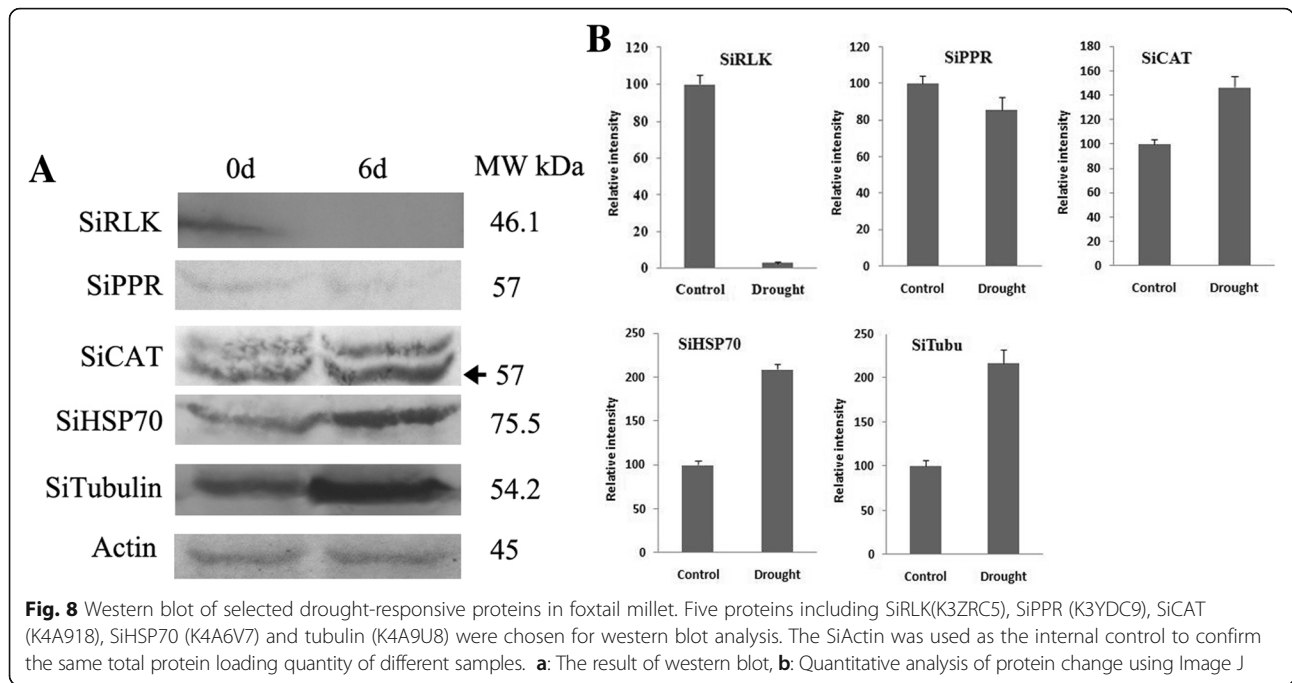 A
0d 6d MW kDa
SiRLK 46.1
SiPPR 57
SiCAT 57
SiHSP70 75.5
SiTubulin 54.2
Actin 45
B
SiRLK
Relative intensity
120
100
80
60
40
20
0
Control Drought
SiPPR
Relative intensity
120
100
80
60
40
20
0
Control Drought
SiCAT
Relative intensity
180
160
140
120
100
80
60
40
20
0
Control Drought
SiHSP70
Relative intensity
250
200
150
100
50
0
Control Drought
SiTubu
Relative intensity
250
200
150
100
50
0
Control Drought
Fig. 8 Western blot of selected drought-responsive proteins in foxtail millet. Five proteins including SiRLK(K3ZRC5), SiPPR (K3YDC9), SiCAT
(K4A918), SiHSP70 (K4A6V7) and tubulin (K4A9U8) were chosen for western blot analysis. The SiActin was used as the internal control to confirm
the same total protein loading quantity of different samples. a: The result of western blot, b: Quantitative analysis of protein change using Image J